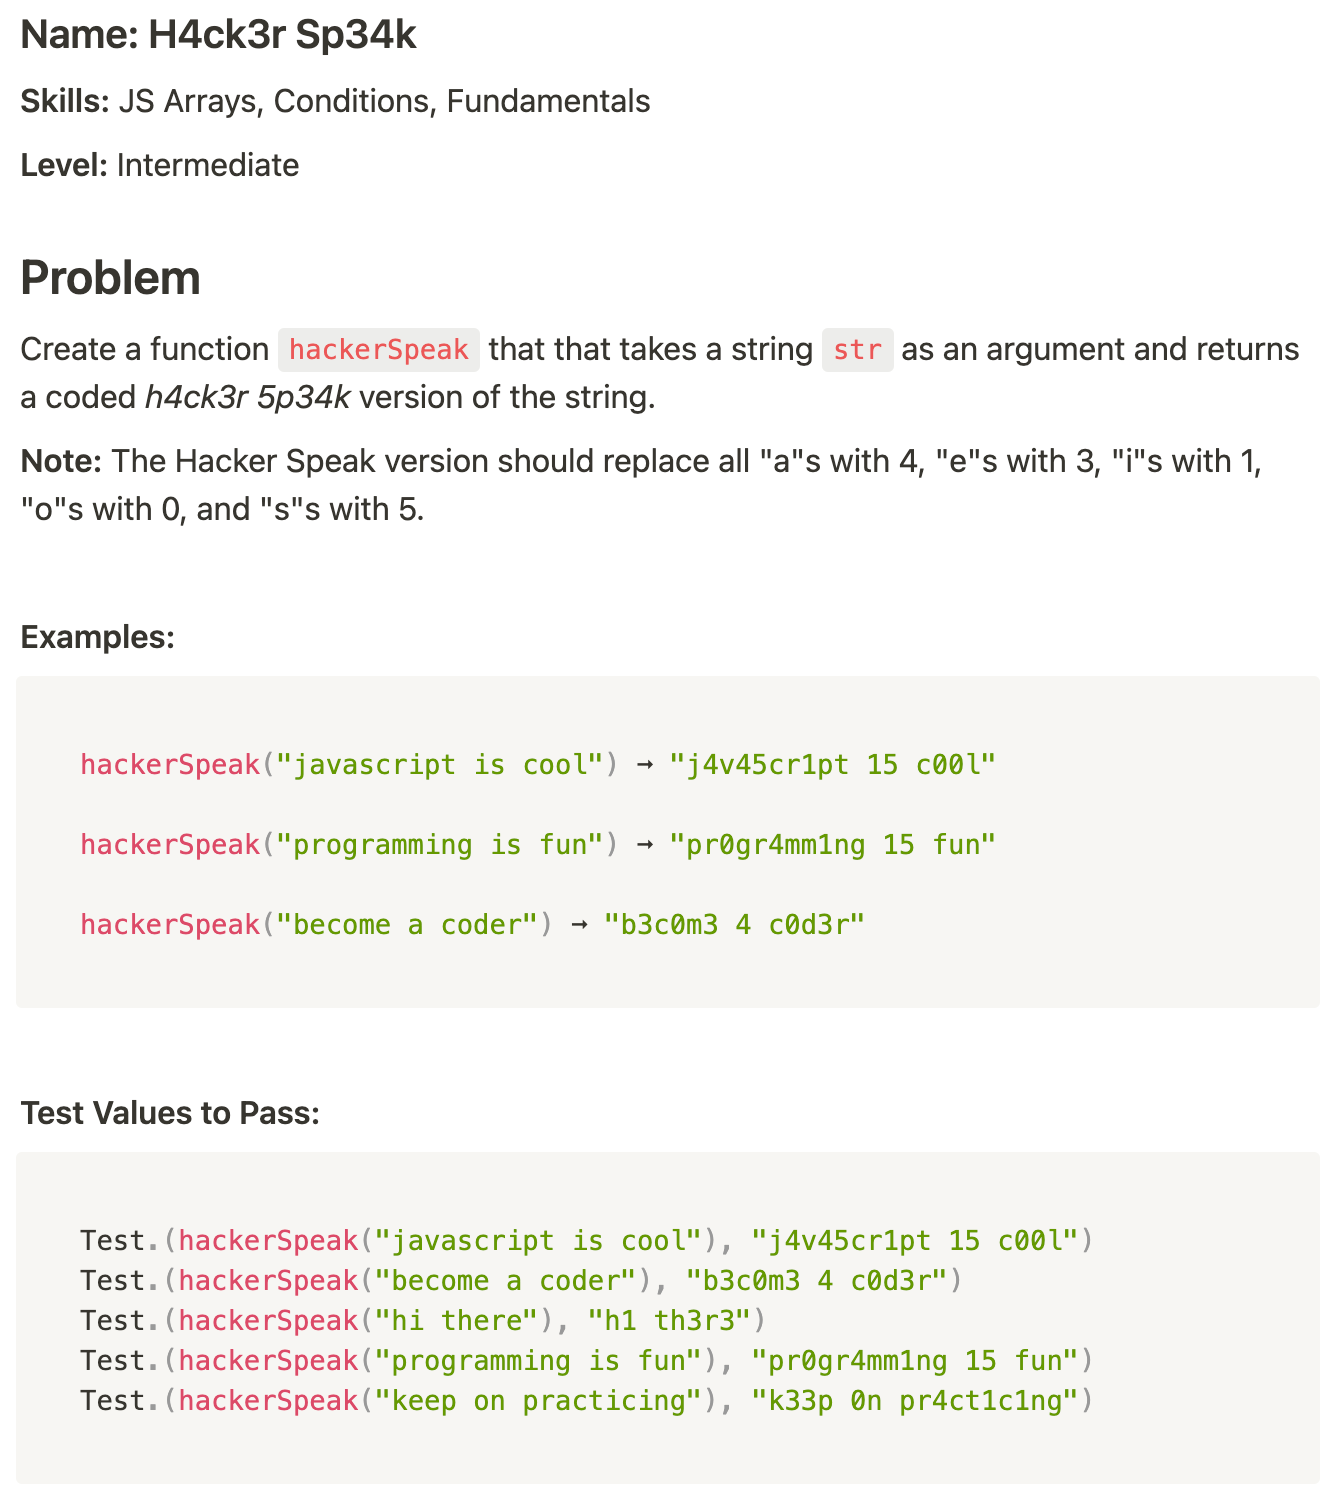 Name: H4ck3r Sp34k
Skills: JS Arrays, Conditions, Fundamentals
Level: Intermediate
Problem
Create a function hackerSpeak that that takes a string str as an argument and returns
a coded h4ck3r 5p34k version of the string.
Note: The Hacker Speak version should replace all "a"s with 4, "e"s with 3, "i"s with 1,
"o"s with 0, and "s"s with 5.
Examples:
hackerSpeak("javascript is cool") → "j4v45cr1pt 15 c00l"
hackerSpeak("programming is fun") → "pr0gr4mm1ng 15 fun"
hackerSpeak("become a coder") → "b3c0m3 4 c0d3r"
Test Values to Pass:
Test.(hackerSpeak("javascript is cool"), "j4v45cr1pt 15 c00l")
Test.(hackerSpeak("become a coder"), "b3c0m3 4 c0d3r")
Test.(hackerSpeak("hi there"), "h1 th3r3")
Test.(hackerSpeak("programming is fun"), "pr0gr4mm1ng 15 fun")
Test.(hackerSpeak("keep on practicing"), "k33p 0n pr4ct1c1ng")